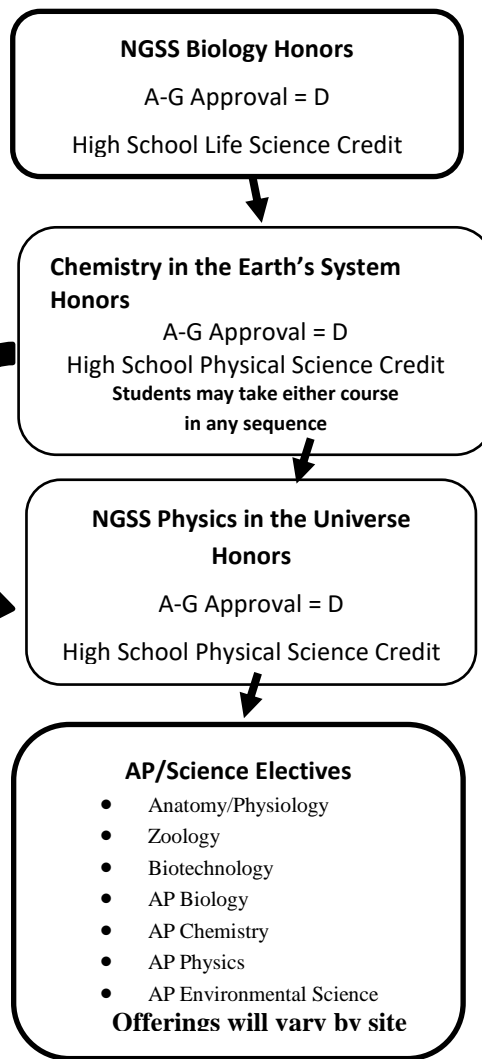 NGSS Biology Honors
A-G Approval = D
High School Life Science Credit
Chemistry in the Earth's System
Honors
A-G Approval = D
High School Physical Science Credit
Students may take either course
in any sequence
NGSS Physics in the Universe
Honors
A-G Approval = D
High School Physical Science Credit
AP/Science Electives
• Anatomy/Physiology
• Zoology
• Biotechnology
• AP Biology
• AP Chemistry
• AP Physics
• AP Environmental Science
Offerings will vary by site